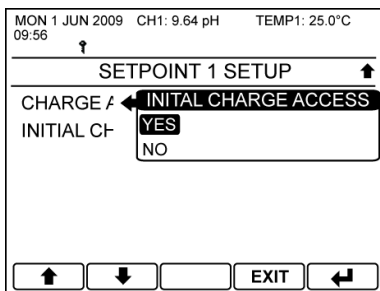 MON 1 JUN 2009 CH1: 9.64 pH TEMP1: 25.0°C
09:56
SETPOINT 1 SETUP
CHARGE A
INITIAL CH
INITAL CHARGE ACCESS
YES
NO
EXIT